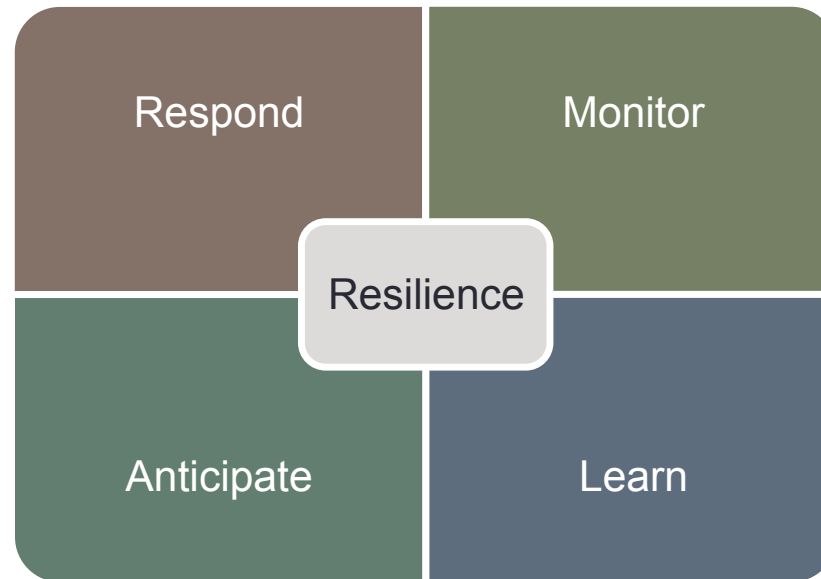 Respond
Monitor
Resilience
Anticipate
Learn